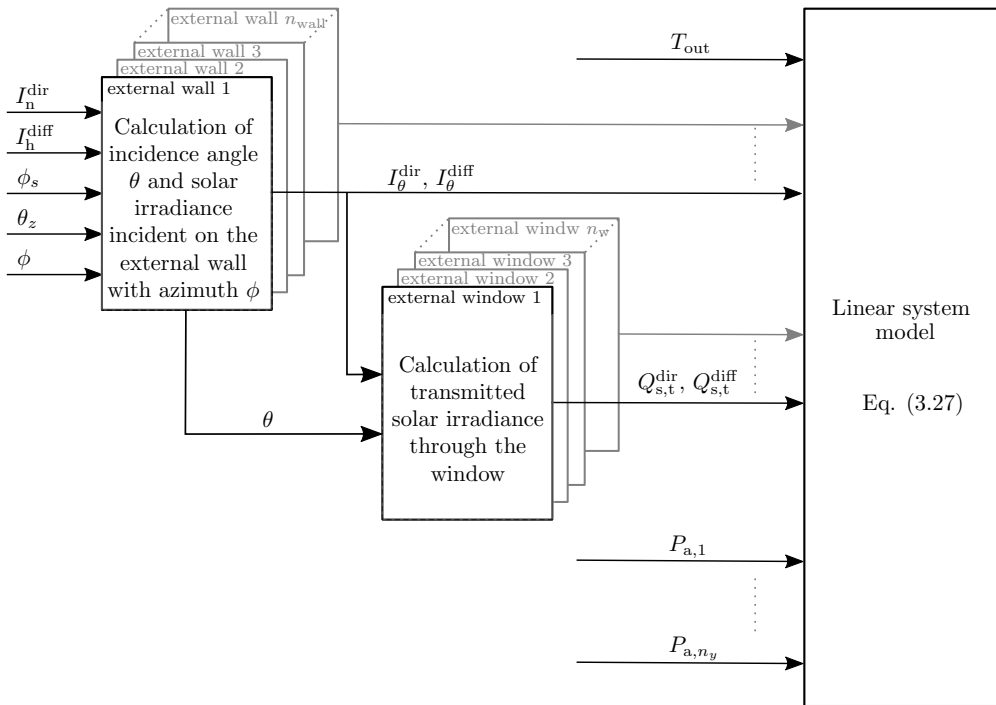 external wall n_wall
external wall 3
external wall 2
external wall 1
I_n^dir
I_h^diff
ϕ_s
θ_z
ϕ
Calculation of
incidence angle
θ and solar
irradiance
incident on the
external wall
with azimuth ϕ
T_out
I_θ^dir, I_θ^diff
external windw n_w
external window 3
external window 2
external window 1
Calculation of
transmitted
solar irradiance
through the
window
θ
Q_s,t^dir, Q_s,t^diff
P_a,1
P_a,n_y
Linear system
model
Eq. (3.27)